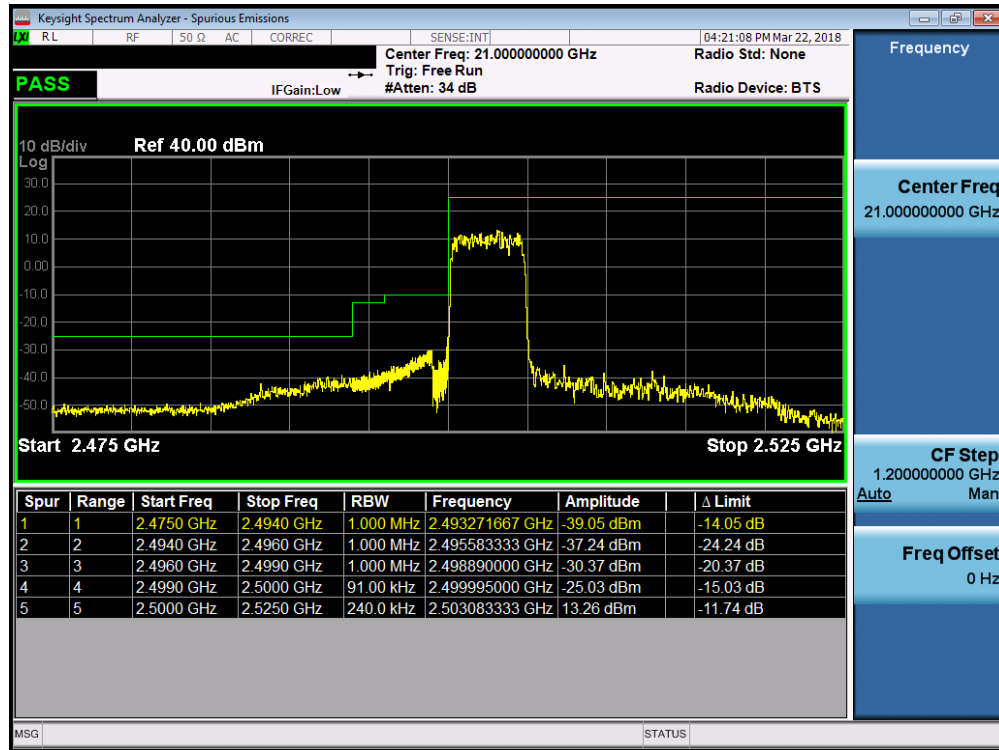 Keysight Spectrum Analyzer - Spurious Emissions
LXI RL RF 50 Ω AC CORREC SENSE:INT 04:21:08 PM Mar 22, 2018
Center Freq: 21.000000000 GHz Radio Std: None
Trig: Free Run
PASS IFGain:Low #Atten: 34 dB Radio Device: BTS
Frequency
10 dB/div Ref 40.00 dBm
Log
30.0
20.0
10.0
0.00
-10.0
-20.0
-30.0
-40.0
-50.0
Start 2.475 GHz Stop 2.525 GHz
Center Freq
21.000000000 GHz
CF Step
1.200000000 GHz
Auto Man
Freq Offset
0 Hz
Spur Range Start Freq Stop Freq RBW Frequency Amplitude Δ Limit
1 1 2.4750 GHz 2.4940 GHz 1.000 MHz 2.493271667 GHz -39.05 dBm -14.05 dB
2 2 2.4940 GHz 2.4960 GHz 1.000 MHz 2.495583333 GHz -37.24 dBm -24.24 dB
3 3 2.4960 GHz 2.4990 GHz 1.000 MHz 2.498890000 GHz -30.37 dBm -20.37 dB
4 4 2.4990 GHz 2.5000 GHz 91.00 kHz 2.499995000 GHz -25.03 dBm -15.03 dB
5 5 2.5000 GHz 2.5250 GHz 240.0 kHz 2.503083333 GHz 13.26 dBm -11.74 dB
MSG STATUS